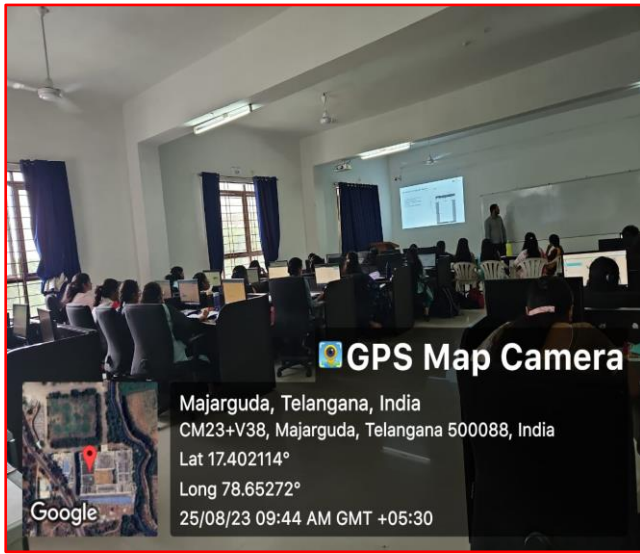 GPS Map Camera
Majarguda, Telangana, India
CM23+V38, Majarguda, Telangana 500088, India
Lat 17.402114°
Long 78.65272°
25/08/23 09:44 AM GMT +05:30
Google